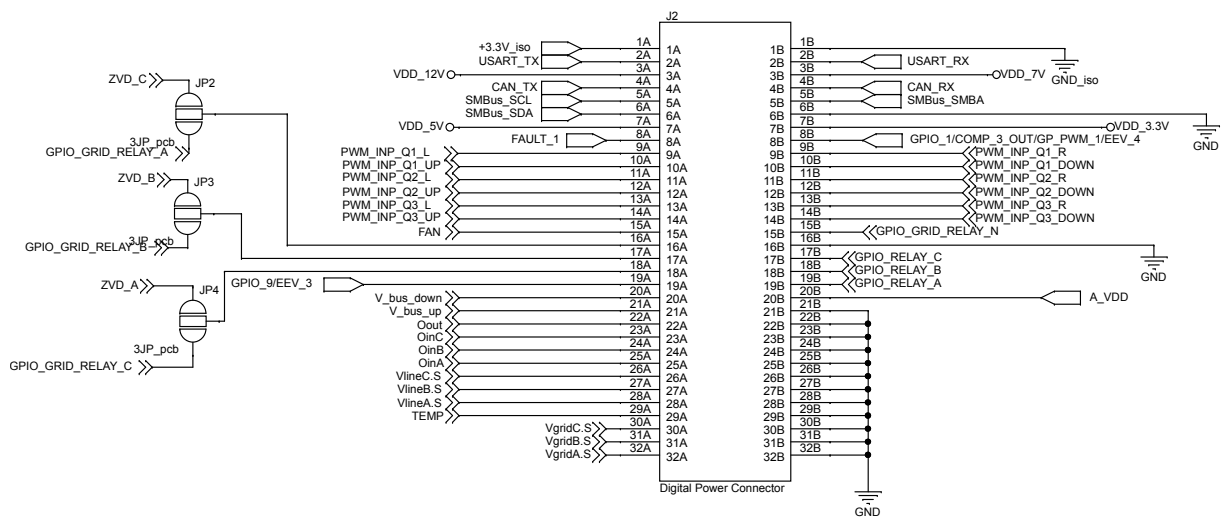 J2
1A 1A 1B 1B
+3.3V_iso
2A 2A 2B 2B
USART_TX USART_RX
3A 3A 3B 3B
VDD_12V VDD_7V
GND_iso
4A 4A 4B 4B
CAN_TX CAN_RX
5A 5A 5B 5B
SMBus_SCL SMBus_SMBA
6A 6A 6B 6B
SMBus_SDA GND
7A 7A 7B 7B
VDD_5V VDD_3.3V
8A 8A 8B 8B
FAULT_1 GPIO_1/COMP_3_OUT/GP_PWM_1/EEV_4
9A 9A 9B 9B
PWM_INP_Q1_L PWM_INP_Q1_R
10A 10A 10B 10B
PWM_INP_Q1_UP PWM_INP_Q1_DOWN
11A 11A 11B 11B
PWM_INP_Q2_L PWM_INP_Q2_R
12A 12A 12B 12B
PWM_INP_Q2_UP PWM_INP_Q2_DOWN
13A 13A 13B 13B
PWM_INP_Q3_L PWM_INP_Q3_R
14A 14A 14B 14B
PWM_INP_Q3_UP PWM_INP_Q3_DOWN
15A 15A 15B 15B
FAN GPIO_GRID_RELAY_N
16A 16A 16B 16B
GND
17A 17A 17B 17B
GPIO_RELAY_C
18A 18A 18B 18B
GPIO_RELAY_B
19A 19A 19B 19B
GPIO_9/EEV_3 GPIO_RELAY_A
20A 20A 20B 20B
V_bus_down A_VDD
21A 21A 21B 21B
V_bus_up
22A 22A 22B 22B
Oout
23A 23A 23B 23B
OinC
24A 24A 24B 24B
OinB
25A 25A 25B 25B
OinA
26A 26A 26B 26B
VlineC.S
27A 27A 27B 27B
VlineB.S
28A 28A 28B 28B
VlineA.S
29A 29A 29B 29B
TEMP
30A 30A 30B 30B
VgridC.S
31A 31A 31B 31B
VgridB.S
32A 32A 32B 32B
VgridA.S
Digital Power Connector
GND
ZVD_C
JP2
3JP_pcb
GPIO_GRID_RELAY_A
ZVD_B
JP3
3JP_pcb
GPIO_GRID_RELAY_B
ZVD_A
JP4
3JP_pcb
GPIO_GRID_RELAY_C